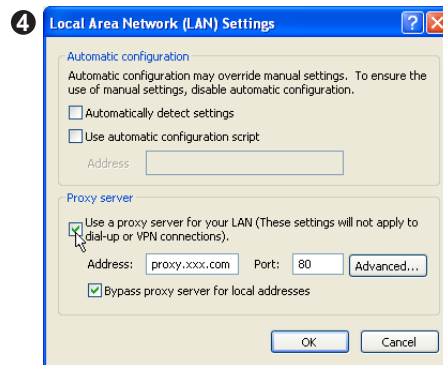 4
Local Area Network (LAN) Settings
Automatic configuration
Automatic configuration may override manual settings. To ensure the
use of manual settings, disable automatic configuration.
Automatically detect settings
Use automatic configuration script
Address
Proxy server
Use a proxy server for your LAN (These settings will not apply to
dial-up or VPN connections).
Address: proxy.xxx.com Port: 80 Advanced...
Bypass proxy server for local addresses
OK Cancel